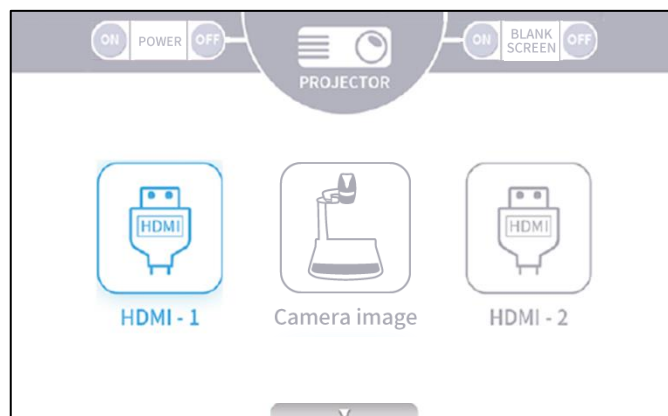 ON POWER OFF
ON BLANK SCREEN OFF
PROJECTOR
HDMI
HDMI
HDMI - 1
Camera image
HDMI - 2